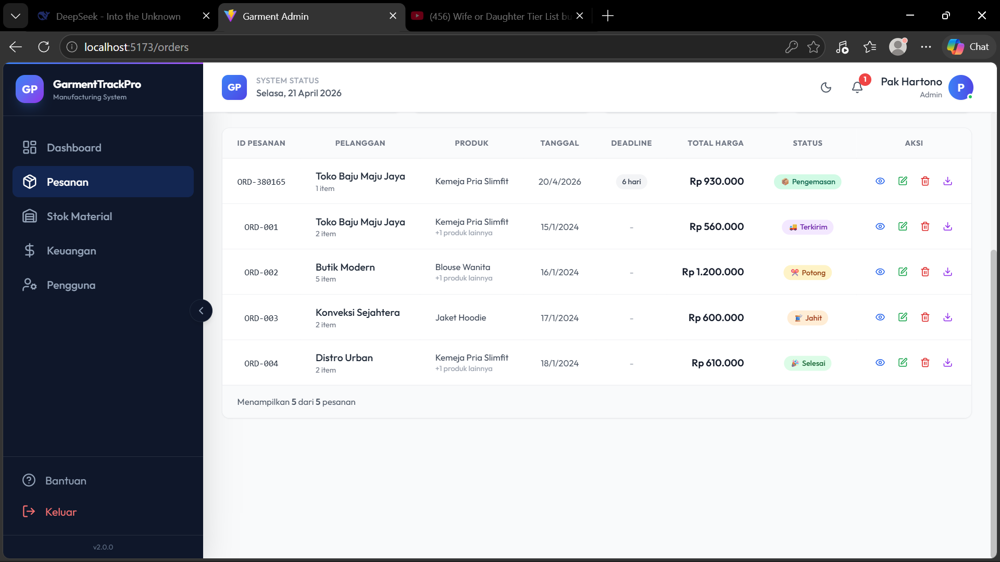 DeepSeek - Into the Unknown
Garment Admin
(456) Wife or Daughter Tier List bu
localhost:5173/orders
Chat
GP
GarmentTrackPro
Manufacturing System
Dashboard
Pesanan
Stok Material
Keuangan
Pengguna
Bantuan
Keluar
v2.0.0
GP
SYSTEM STATUS
Selasa, 21 April 2026
1
Pak Hartono
Admin
P
ID PESANAN PELANGGAN PRODUK TANGGAL DEADLINE TOTAL HARGA STATUS AKSI
ORD-380165 Toko Baju Maju Jaya Kemeja Pria Slimfit 20/4/2026 6 hari Rp 930.000 Pengemasan
1 item
ORD-001 Toko Baju Maju Jaya Kemeja Pria Slimfit 15/1/2024 - Rp 560.000 Terkirim
2 item +1 produk lainnya
ORD-002 Butik Modern Blouse Wanita 16/1/2024 - Rp 1.200.000 Potong
5 item +1 produk lainnya
ORD-003 Konveksi Sejahtera Jaket Hoodie 17/1/2024 - Rp 600.000 Jahit
2 item
ORD-004 Distro Urban Kemeja Pria Slimfit 18/1/2024 - Rp 610.000 Selesai
2 item +1 produk lainnya
Menampilkan 5 dari 5 pesanan